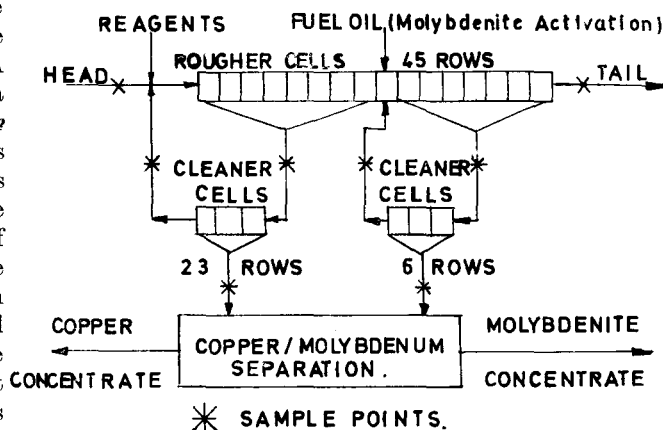 REAGENTS
FUEL OIL (Molybdenite Activation)
ROUGHER CELLS 45 ROWS
HEAD
TAIL
CLEANER CELLS
CLEANER CELLS
23 ROWS
6 ROWS
COPPER CONCENTRATE
COPPER/MOLYBDENUM
SEPARATION.
MOLYBDENITE CONCENTRATE
SAMPLE POINTS.